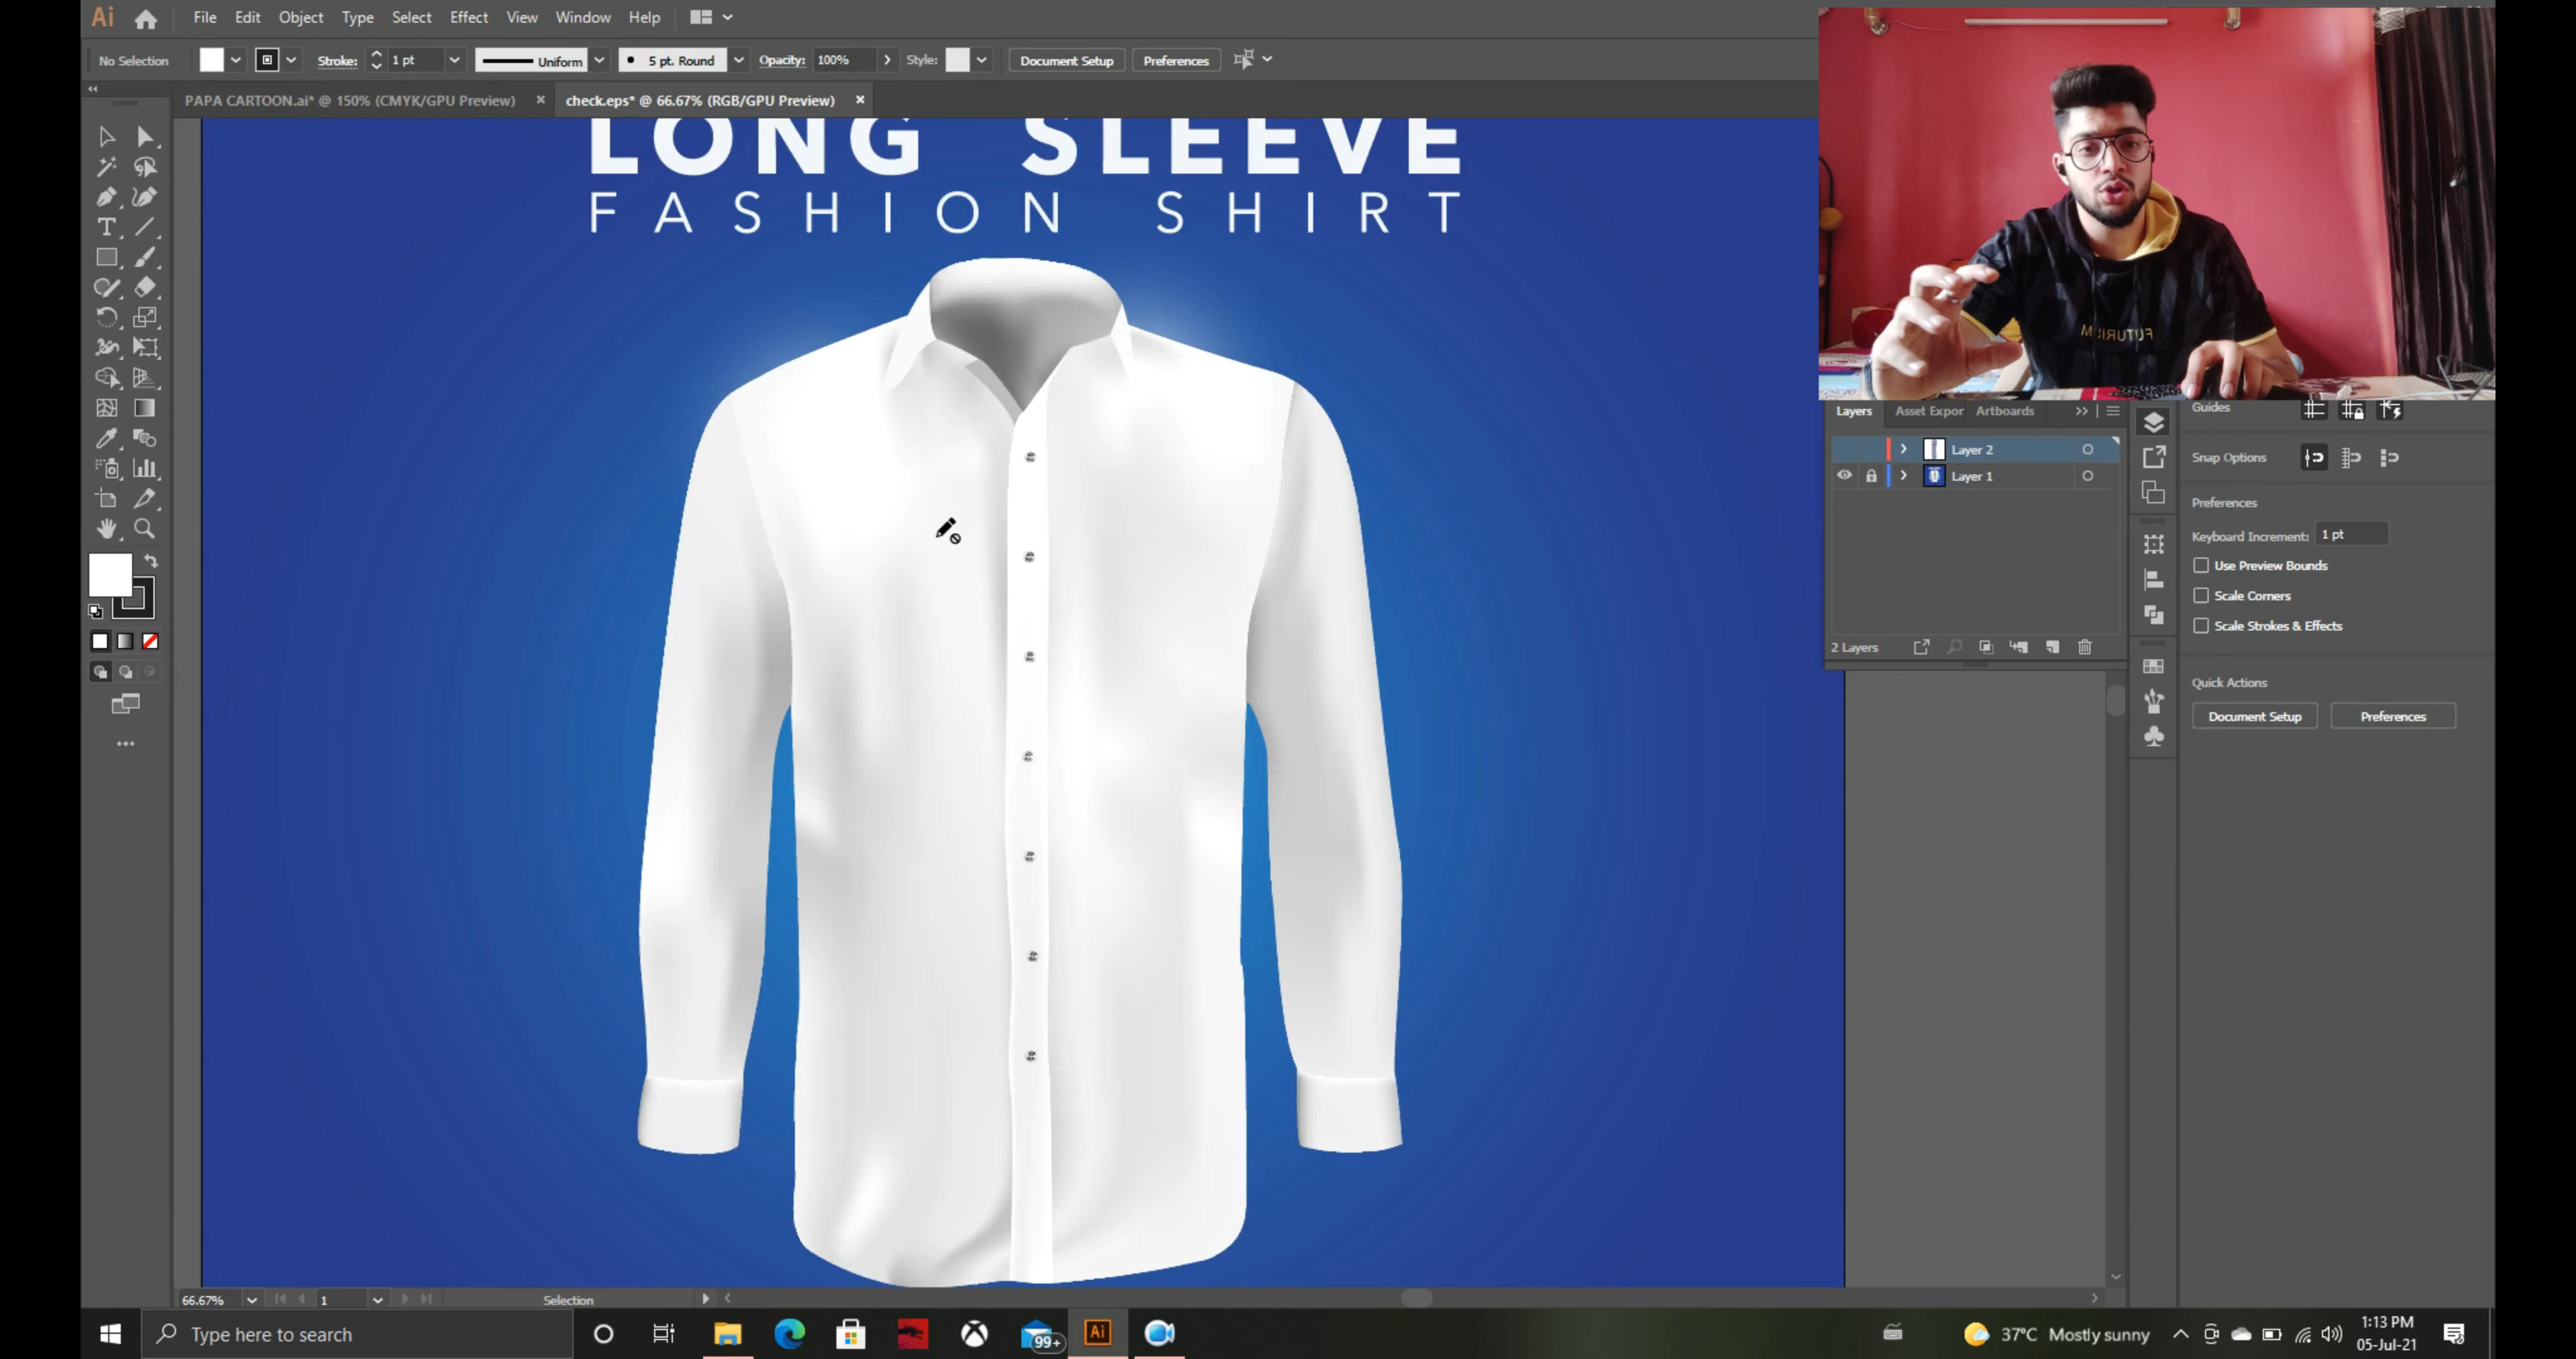 Ai File Edit Object Type Select Effect View Window Help
No Selection Stroke: 1 pt Uniform 5 pt. Round Opacity: 100% Style: Document Setup Preferences
PAPA CARTOON.ai* @ 150% (CMYK/GPU Preview) × check.eps* @ 66.67% (RGB/GPU Preview) ×
LONG SLEEVE
FASHION SHIRT
Layers Asset Expor Artboards
Layer 2
Layer 1
2 Layers
Guides
Snap Options
Preferences
Keyboard Increment: 1 pt
Use Preview Bounds
Scale Corners
Scale Strokes & Effects
Quick Actions
Document Setup Preferences
66.67% 1 Selection
Type here to search
99+
Ai
37°C Mostly sunny
1:13 PM
05-Jul-21